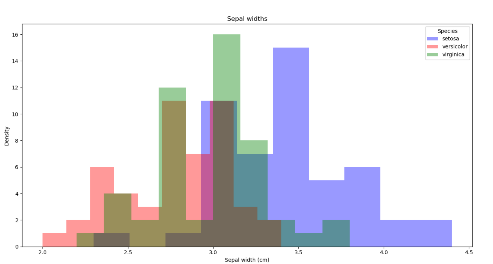 Sepal widths
Species
setosa
versicolor
virginica
Density
16
14
12
10
8
6
4
2
0
2.0
2.5
3.0
3.5
4.0
4.5
Sepal width (cm)